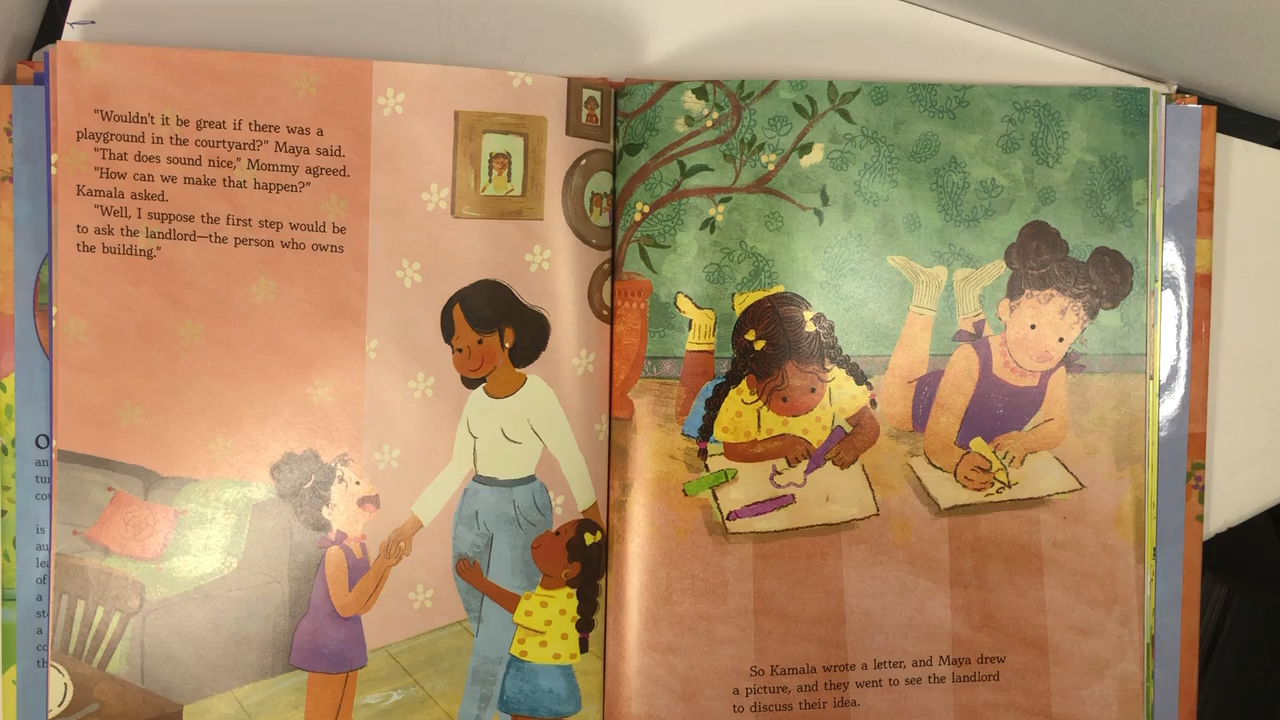 "Wouldn't it be great if there was a
playground in the courtyard?" Maya said.
"That does sound nice," Mommy agreed.
"How can we make that happen?"
Kamala asked.
"Well, I suppose the first step would be
to ask the landlord—the person who owns
the building."
So Kamala wrote a letter, and Maya drew
a picture, and they went to see the landlord
to discuss their idea.